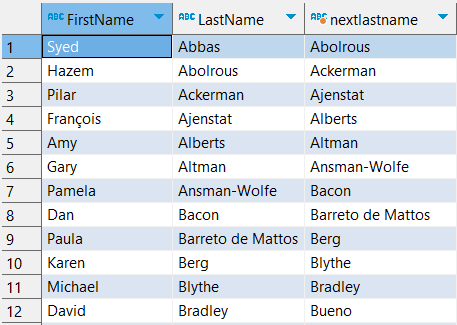 ABC FirstName ABC LastName ABC nextlastname
1 Syed Abbas Abolrous
2 Hazem Abolrous Ackerman
3 Pilar Ackerman Ajenstat
4 François Ajenstat Alberts
5 Amy Alberts Altman
6 Gary Altman Ansman-Wolfe
7 Pamela Ansman-Wolfe Bacon
8 Dan Bacon Barreto de Mattos
9 Paula Barreto de Mattos Berg
10 Karen Berg Blythe
11 Michael Blythe Bradley
12 David Bradley Bueno